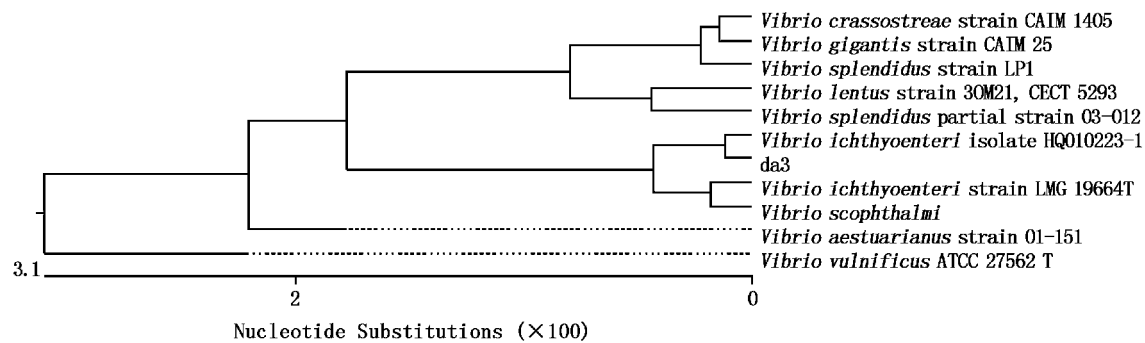 Vibrio crassostreae strain CAIM 1405
Vibrio gigantis strain CAIM 25
Vibrio splendidus strain LP1
Vibrio lentus strain 3OM21, CECT 5293
Vibrio splendidus partial strain 03-012
Vibrio ichthyoenteri isolate HQ010223-1
da3
Vibrio ichthyoenteri strain LMG 19664T
Vibrio scophthalmi
Vibrio aestuarianus strain 01-151
Vibrio vulnificus ATCC 27562 T
3.1
2 0
Nucleotide Substitutions (×100)